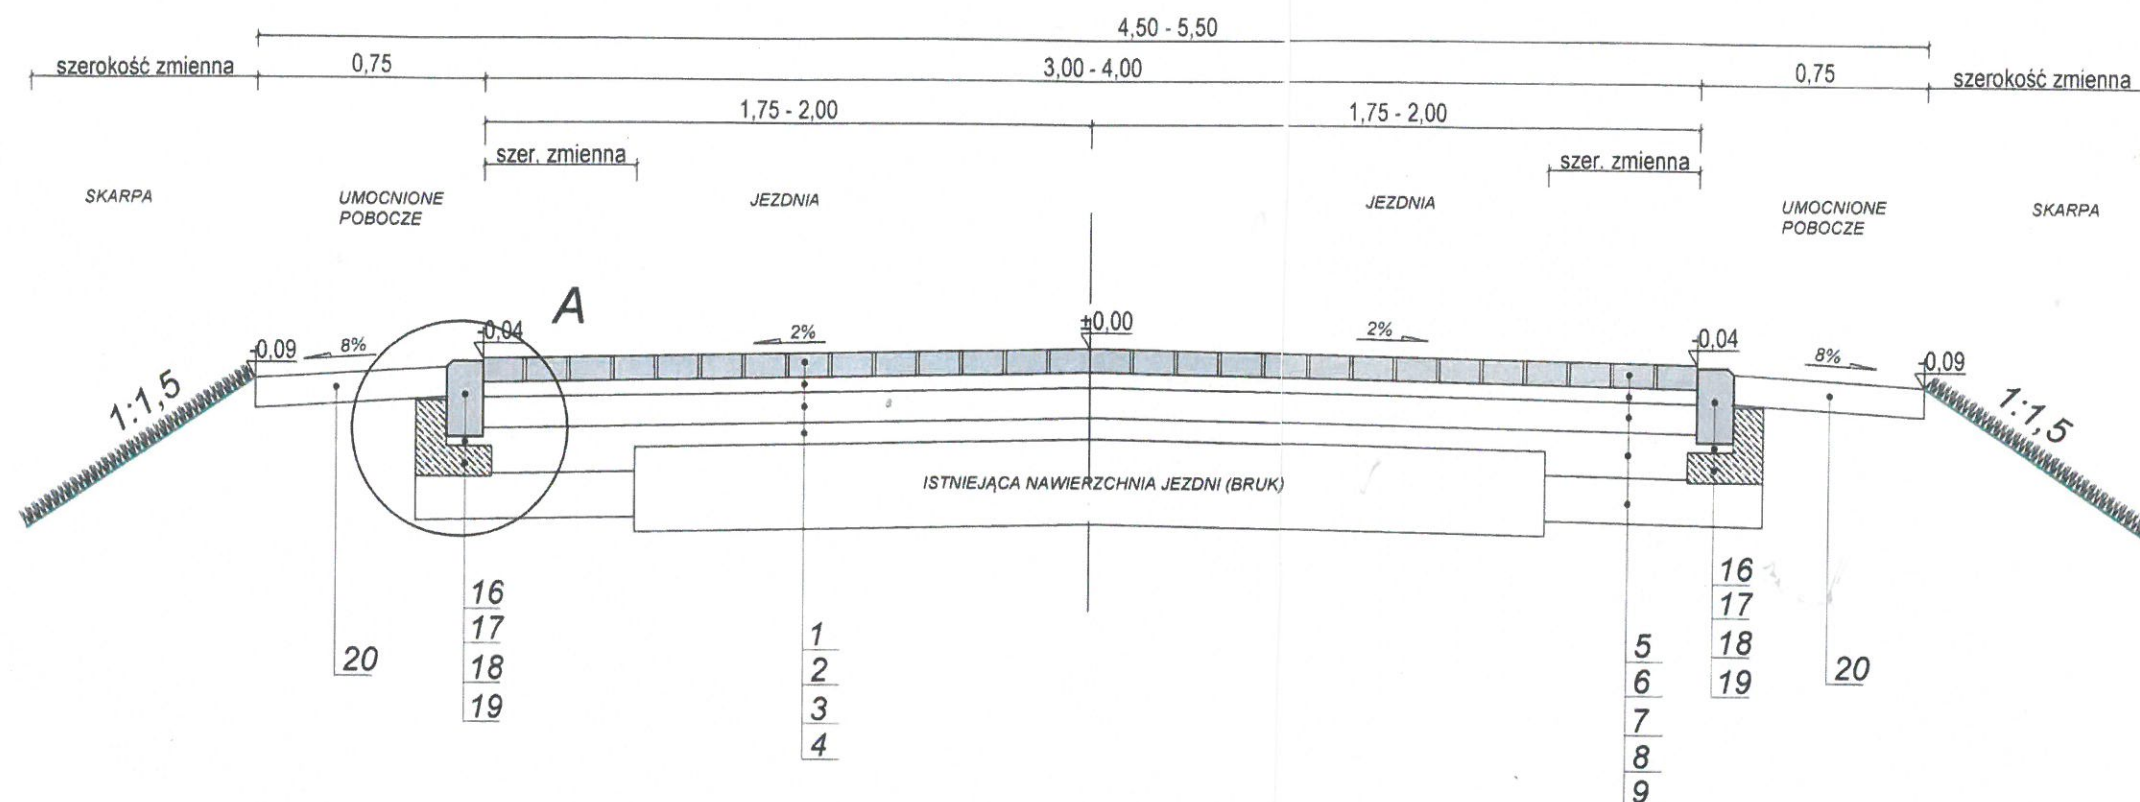 4,50 - 5,50
szerokość zmienna 0,75 3,00 - 4,00 0,75 szerokość zmienna
1,75 - 2,00 1,75 - 2,00
szer. zmienna szer. zmienna
SKARPA UMOCNIONE POBOCZE JEZDNIA JEZDNIA UMOCNIONE POBOCZE SKARPA
A
-0,09 8% -0,04 2% ±0,00 2% -0,04 8% -0,09
1:1,5 1:1,5
ISTNIEJĄCA NAWIERZCHNIA JEZDNI (BRUK)
20
16
17
18
19
1
2
3
4
5
6
7
8
9
16
17
18
19
20